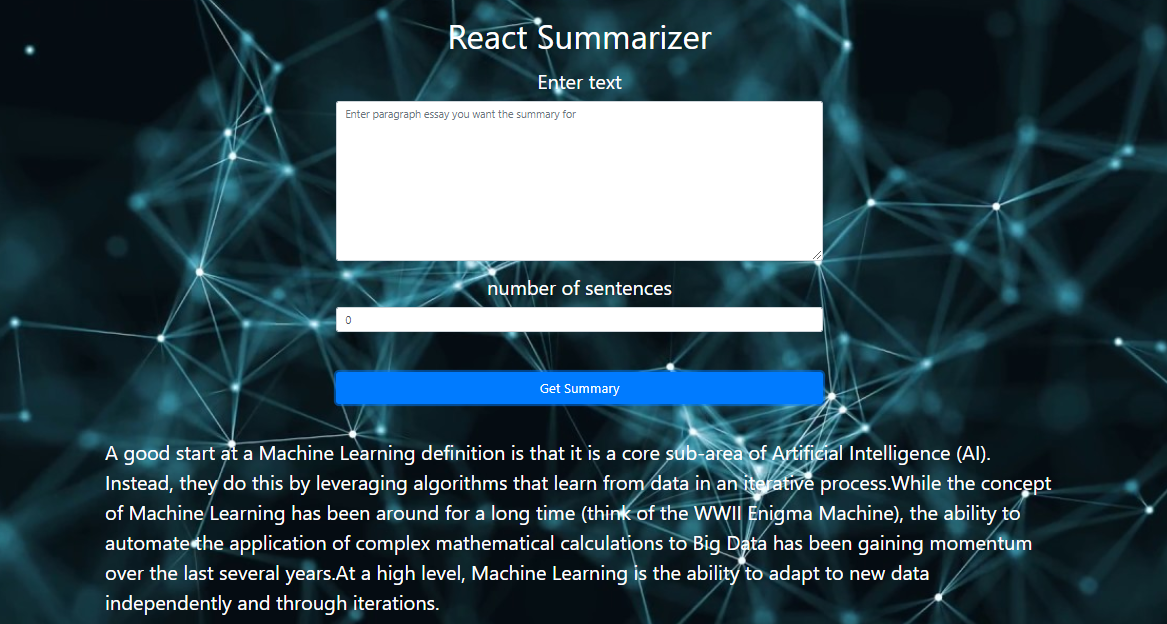 React Summarizer
Enter text
Enter paragraph essay you want the summary for
number of sentences
0
Get Summary
A good start at a Machine Learning definition is that it is a core sub-area of Artificial Intelligence (AI).
Instead, they do this by leveraging algorithms that learn from data in an iterative process.While the concept
of Machine Learning has been around for a long time (think of the WWII Enigma Machine), the ability to
automate the application of complex mathematical calculations to Big Data has been gaining momentum
over the last several years.At a high level, Machine Learning is the ability to adapt to new data
independently and through iterations.